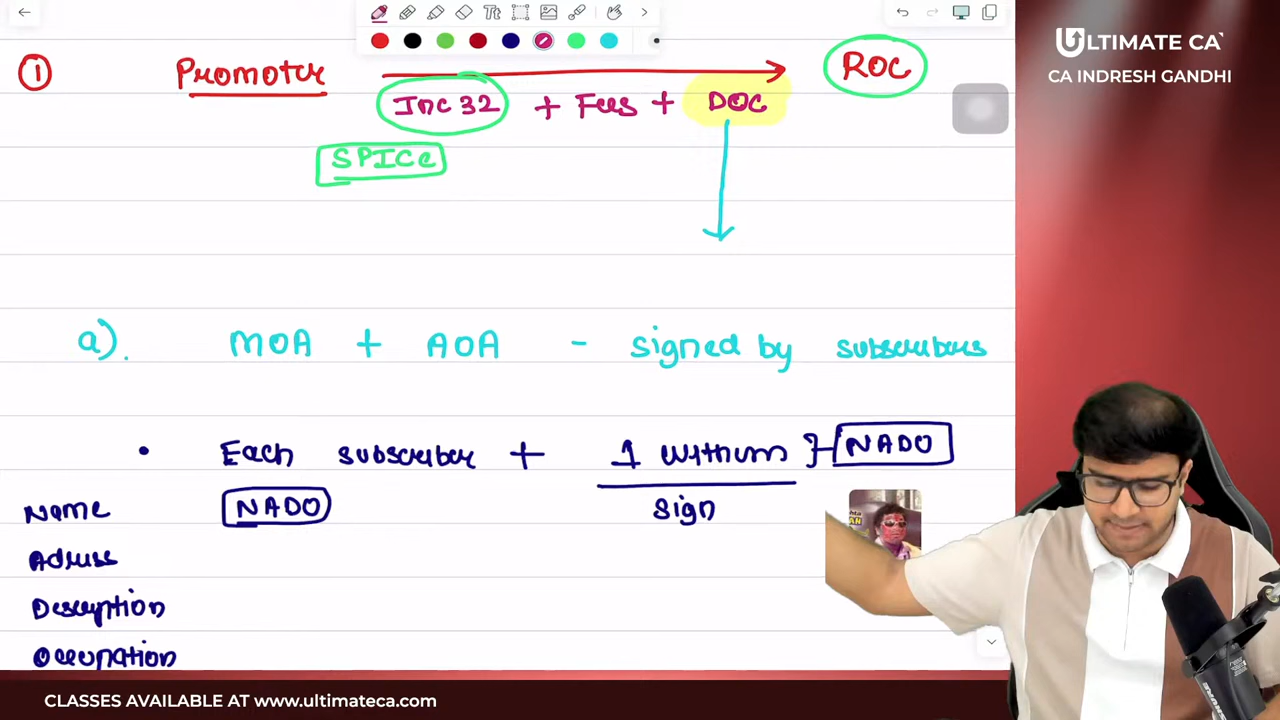 ULTIMATE CA
CA INDRESH GANDHI
① Promoter ROC
Inc 32 + Fees + DOC
SPICe
a). MOA + AOA - signed by subscribers
• Each subscriber + 1 witness }- NADO
NADO Sign
Name
Adress
Description
Occupation
CLASSES AVAILABLE AT www.ultimateca.com